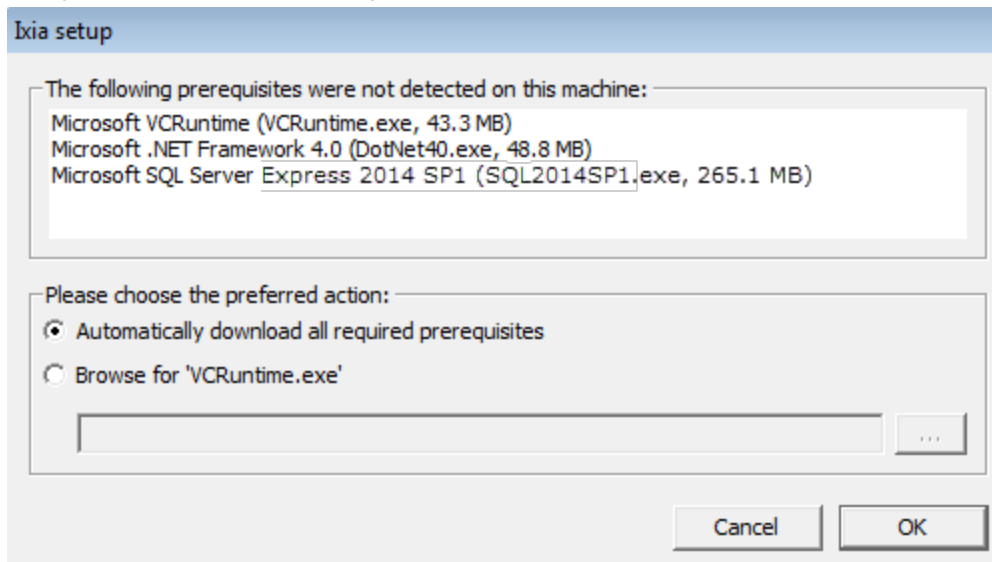 Ixia setup
The following prerequisites were not detected on this machine:
Microsoft VCRuntime (VCRuntime.exe, 43.3 MB)
Microsoft .NET Framework 4.0 (DotNet40.exe, 48.8 MB)
Microsoft SQL Server Express 2014 SP1 (SQL2014SP1.exe, 265.1 MB)
Please choose the preferred action:
Automatically download all required prerequisites
Browse for 'VCRuntime.exe'
...
Cancel OK